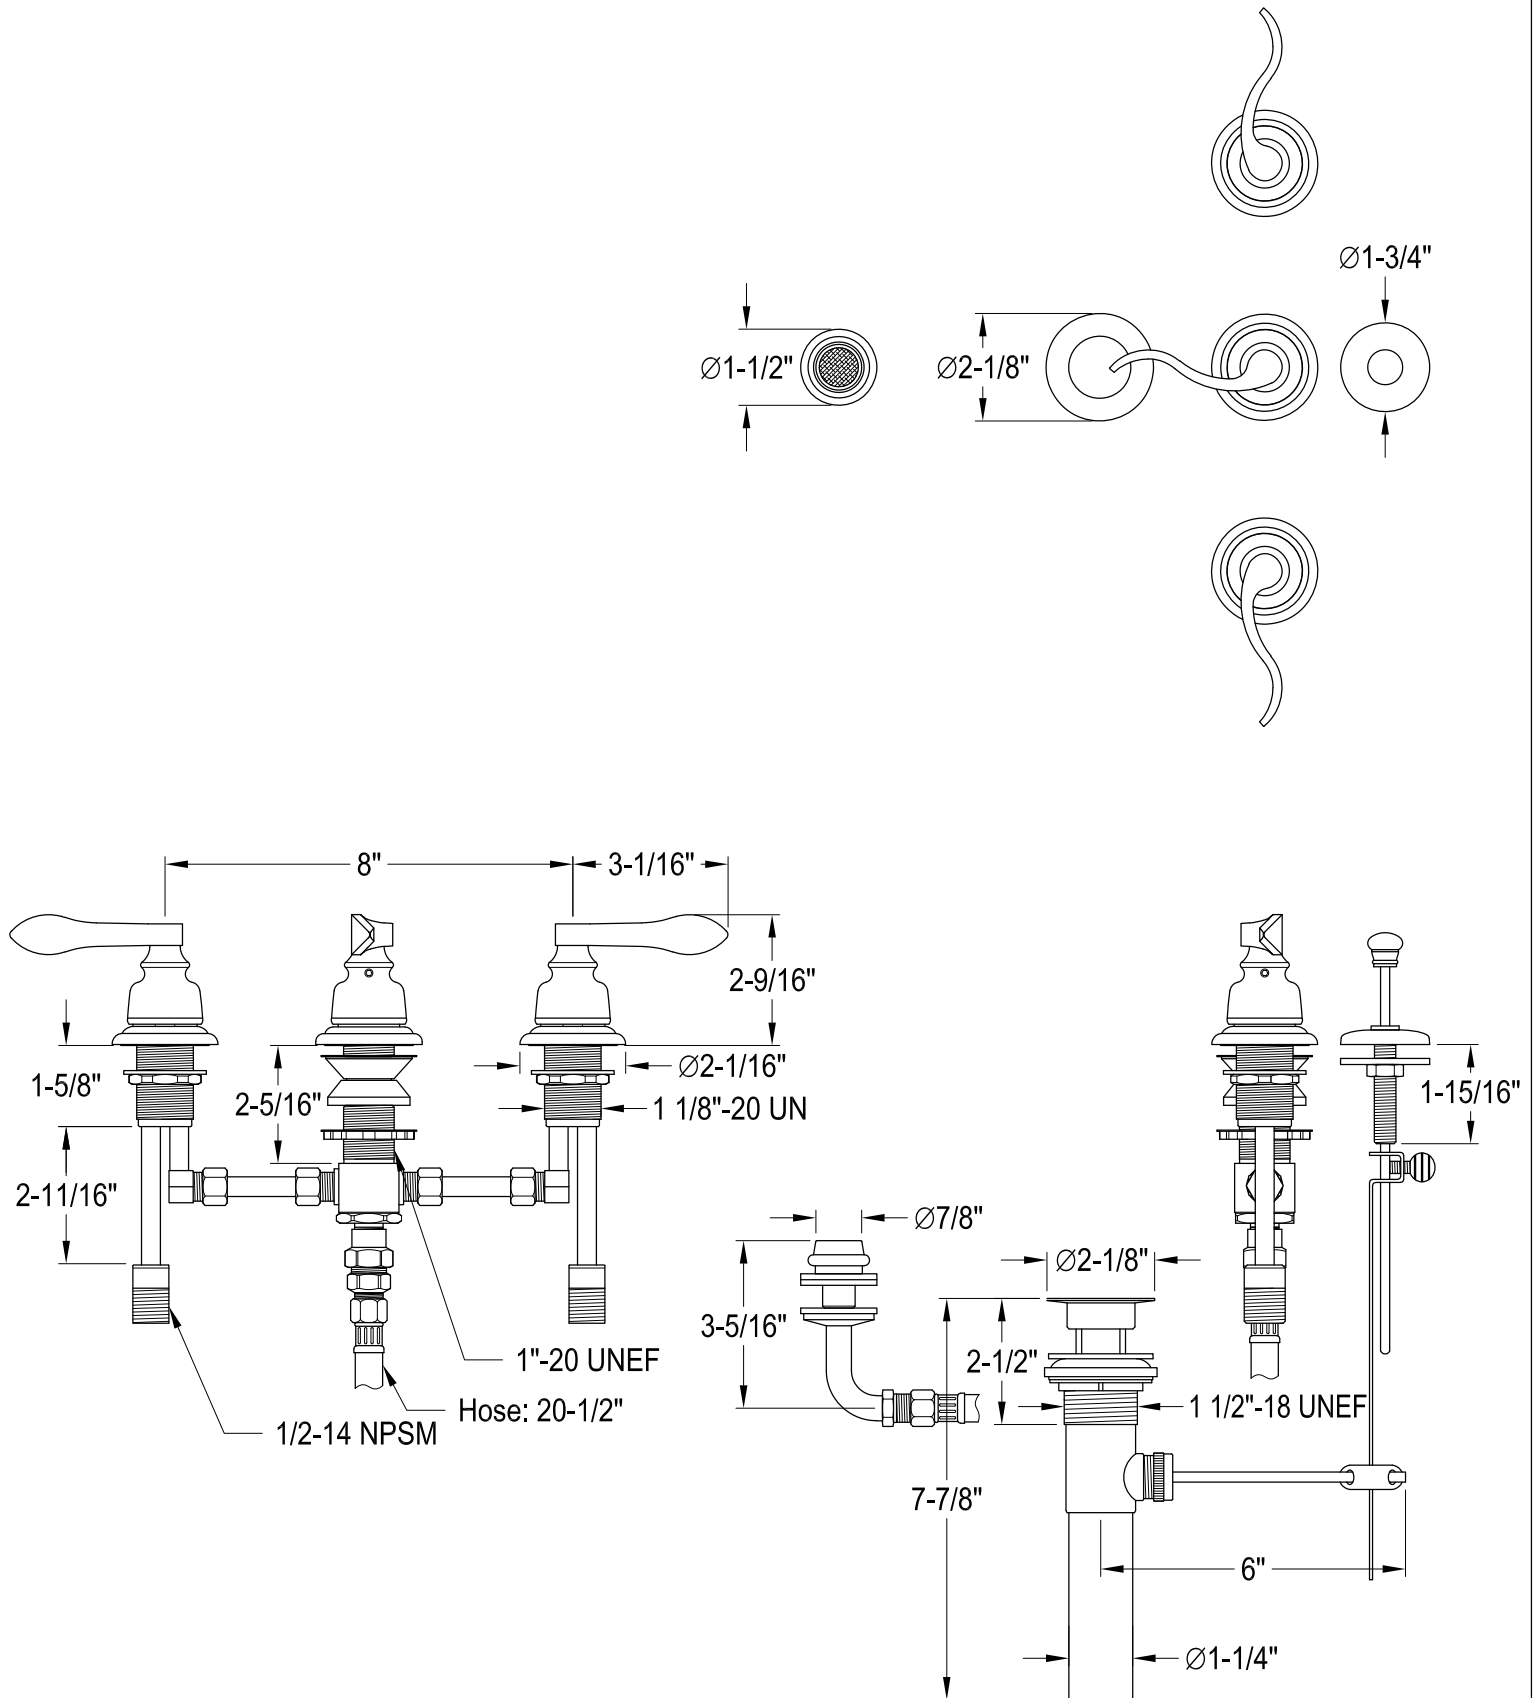 Ø1-3/4"
Ø1-1/2"
Ø2-1/8"
8"
3-1/16"
2-9/16"
1-5/8"
2-5/16"
Ø2-1/16"
1 1/8"-20 UN
1-15/16"
2-11/16"
Ø7/8"
Ø2-1/8"
3-5/16"
2-1/2"
1"-20 UNEF
1 1/2"-18 UNEF
Hose: 20-1/2"
1/2-14 NPSM
7-7/8"
6"
Ø1-1/4"